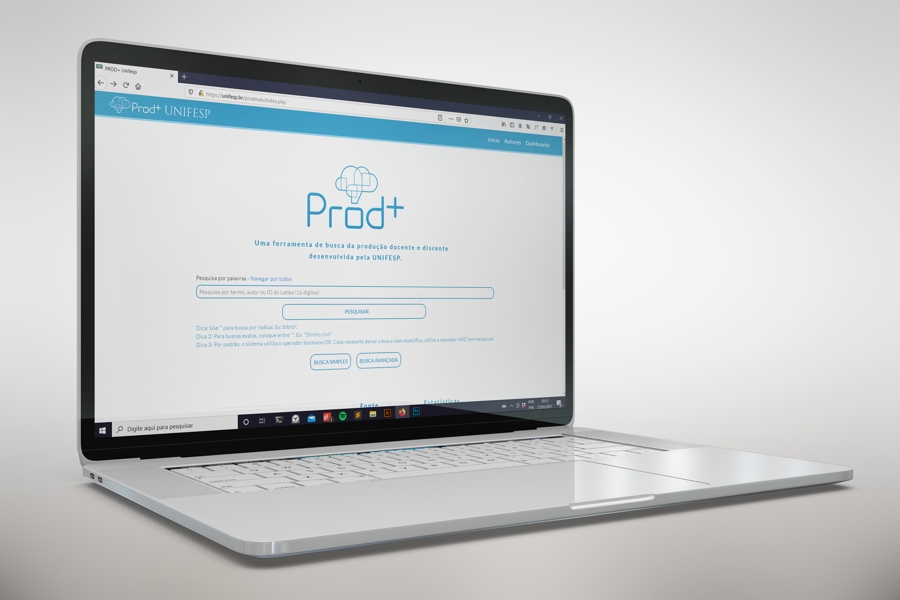 PROD+ Unifesp
https://unifesp.br/prodmais/index.php
Prod+ UNIFESP
Início Autores Dashboards
Prod+
Uma ferramenta de busca da produção docente e discente
desenvolvida pela UNIFESP.
Pesquisa por palavras - Navegar por todos
Pesquise por termo, autor ou ID do Lattes (16 dígitos)
PESQUISAR
Dica: Use * para busca por radical. Ex: biblio*.
Dica 2: Para buscas exatas, coloque entre "". Ex: "Direito civil"
Dica 3: Por padrão, o sistema utiliza o operador booleano OR. Caso necessite deixar a busca mais específica, utilize o operador AND (em maiúscula)
BUSCA SIMPLES BUSCA AVANÇADA
Fonte Estatísticas
Digite aqui para pesquisar